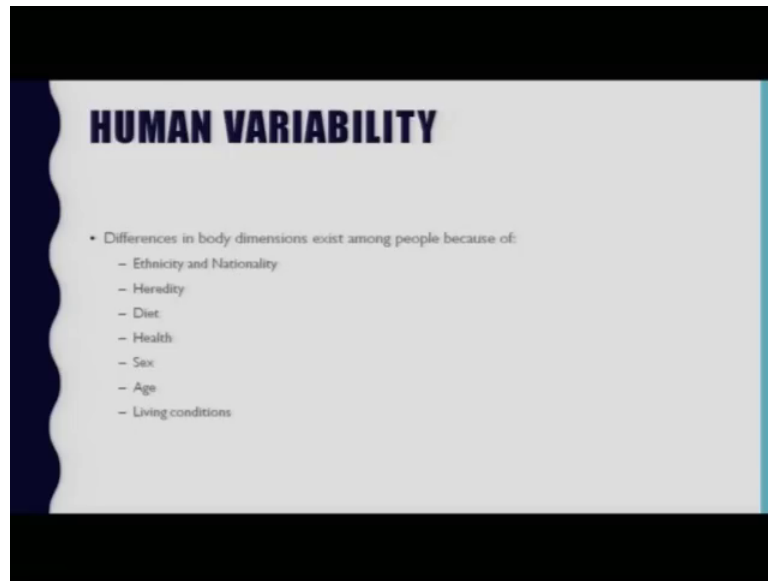 HUMAN VARIABILITY
• Differences in body dimensions exist among people because of:
– Ethnicity and Nationality
– Heredity
– Diet
– Health
– Sex
– Age
– Living conditions